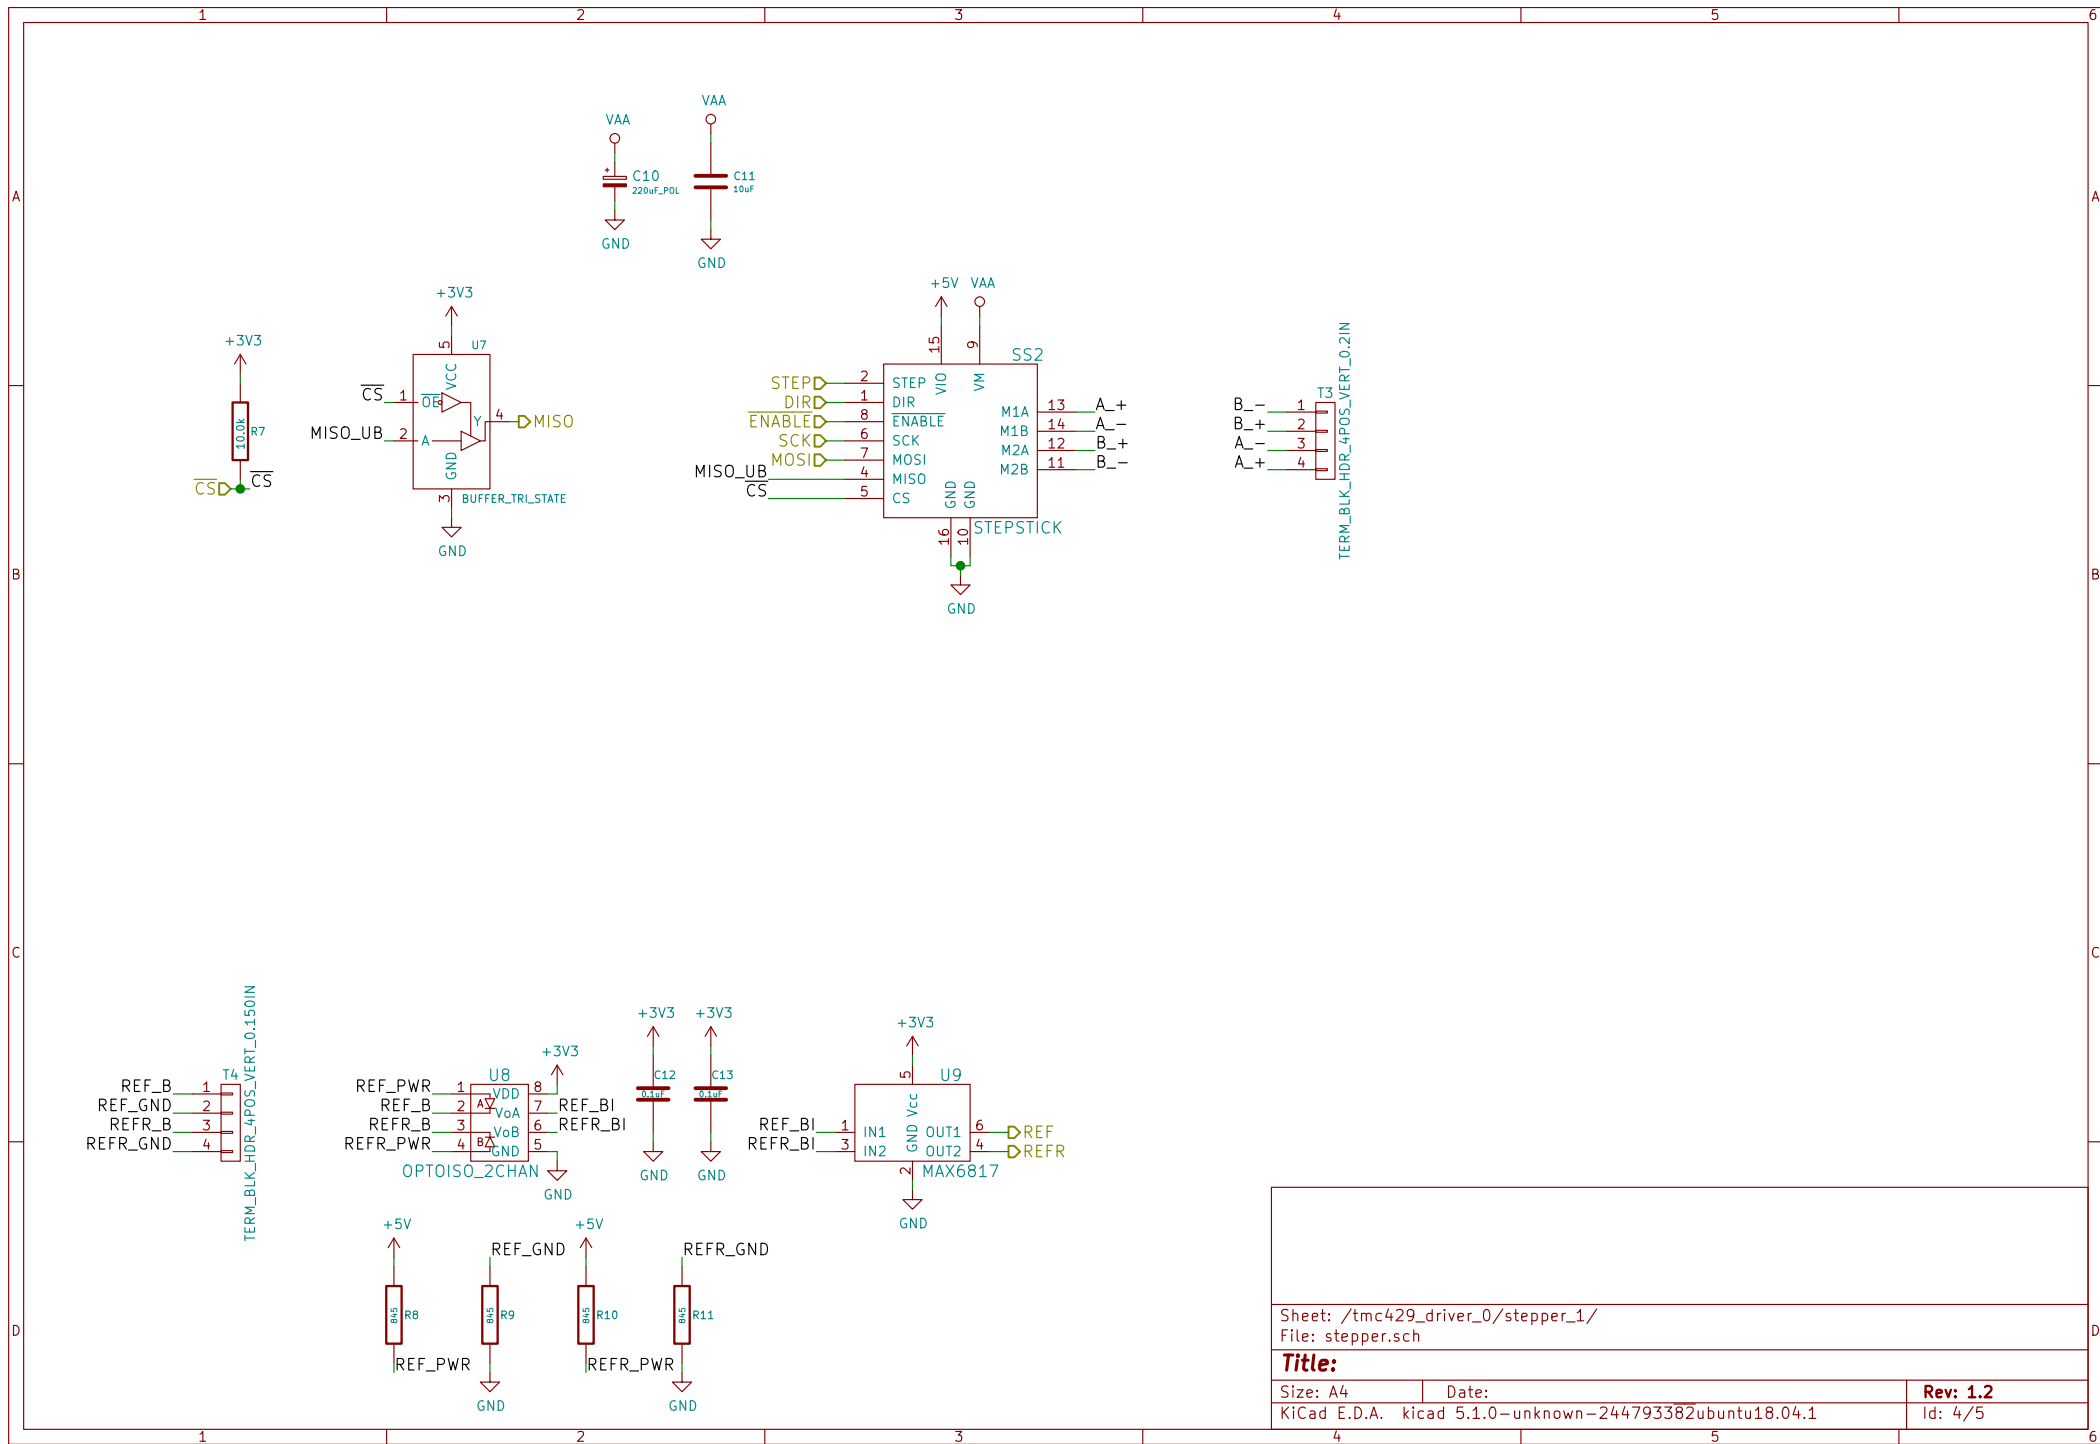 1 2 3 4 5 6
A A
B B
C C
D D
VAA
C10
220uF_POL
GND
VAA
C11
10uF
GND
+3V3
10.0k
R7
CS
CS
+3V3
5
U7
CS 1 OE VCC
MISO_UB 2 A
Y 4 MISO
GND
3
BUFFER_TRI_STATE
GND
+5V VAA
15 9
SS2
VIO VM
STEP 2 STEP
DIR 1 DIR
ENABLE 8 ENABLE
SCK 6 SCK
MOSI 7 MOSI
MISO_UB 4 MISO
CS 5 CS
M1A 13 A_+
M1B 14 A_-
M2A 12 B_+
M2B 11 B_-
GND GND
16 10
STEPSTICK
GND
T3
B_- 1
B_+ 2
A_- 3
A_+ 4
TERM_BLK_HDR_4POS_VERT_0.2IN
T4
REF_B 1
REF_GND 2
REFR_B 3
REFR_GND 4
TERM_BLK_HDR_4POS_VERT_0.150IN
+3V3
U8
REF_PWR 1 VDD 8
REF_B 2 A VoA 7 REF_BI
REFR_B 3 VoB 6 REFR_BI
REFR_PWR 4 B GND 5
OPTOISO_2CHAN
GND
+3V3
C12
0.1uF
GND
+3V3
C13
0.1uF
GND
+3V3
5
U9
Vcc
REF_BI 1 IN1 OUT1 6 REF
REFR_BI 3 IN2 OUT2 4 REFR
GND
2
MAX6817
GND
+5V
845
R8
REF_PWR
REF_GND
845
R9
GND
+5V
845
R10
REFR_PWR
REFR_GND
845
R11
GND
Sheet: /tmc429_driver_0/stepper_1/
File: stepper.sch
Title:
Size: A4 Date: Rev: 1.2
KiCad E.D.A. kicad 5.1.0-unknown-244793382ubuntu18.04.1 Id: 4/5
1 2 3 4 5 6